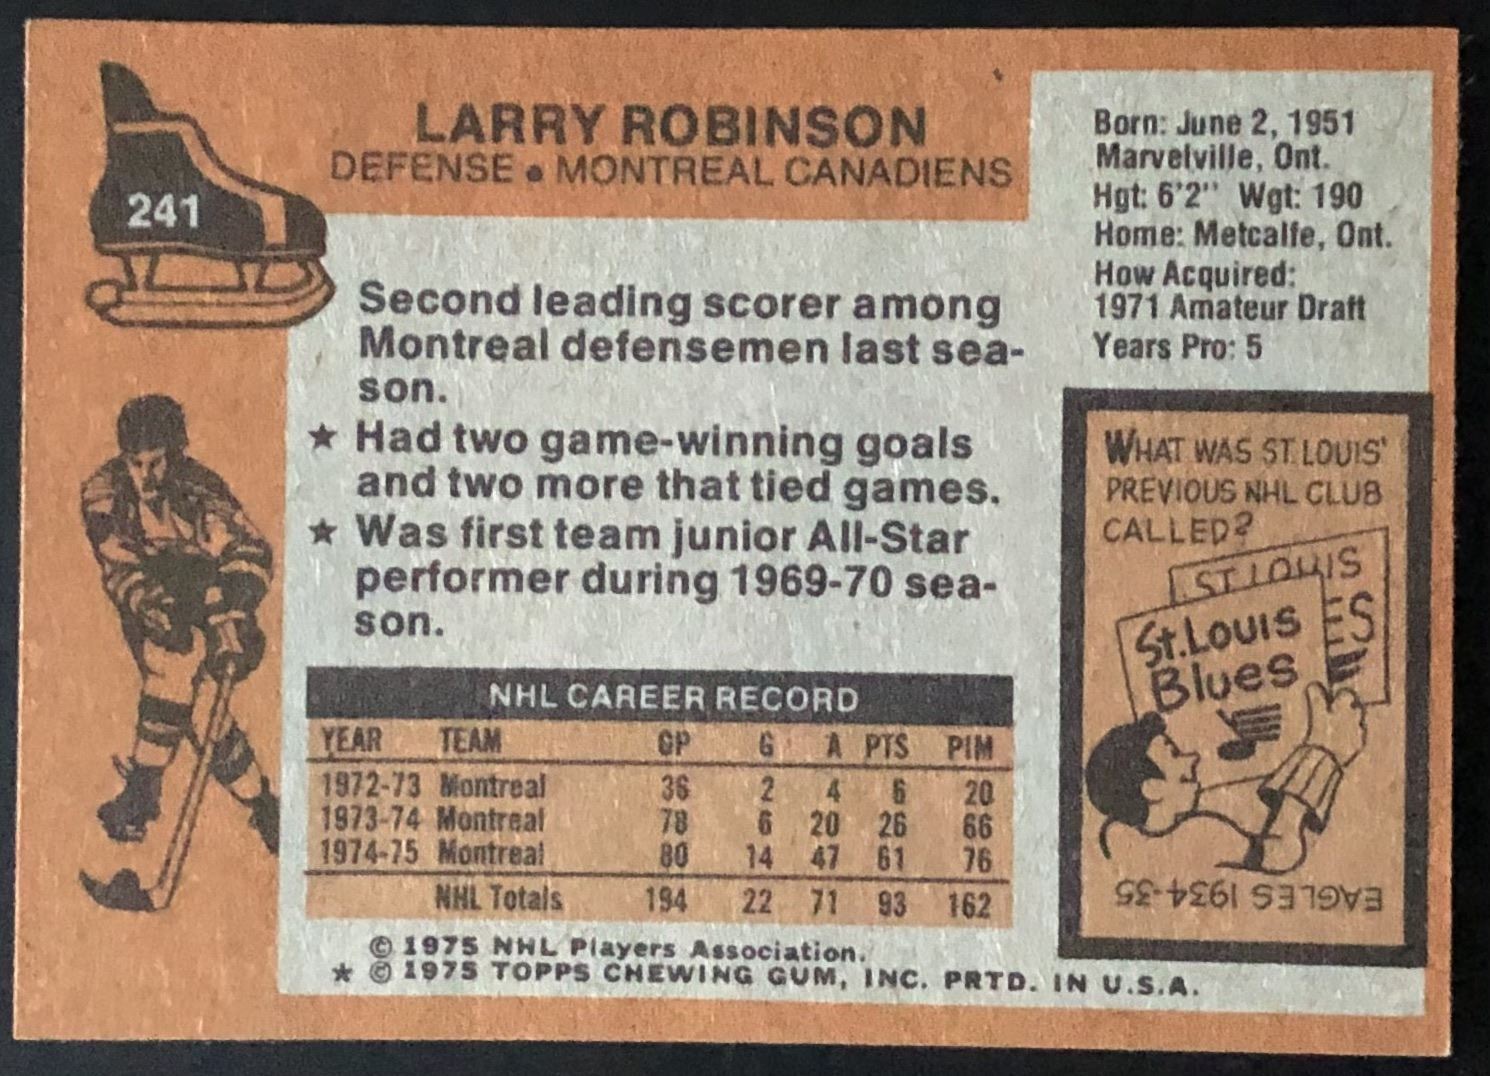 241
LARRY ROBINSON
DEFENSE • MONTREAL CANADIENS
Born: June 2, 1951
Marvelville, Ont.
Hgt: 6'2" Wgt: 190
Home: Metcalfe, Ont.
How Acquired:
1971 Amateur Draft
Years Pro: 5
Second leading scorer among
Montreal defensemen last sea-
son.
★ Had two game-winning goals
and two more that tied games.
★ Was first team junior All-Star
performer during 1969-70 sea-
son.
NHL CAREER RECORD
YEAR TEAM GP G A PTS PIM
1972-73 Montreal 36 2 4 6 20
1973-74 Montreal 78 6 20 26 66
1974-75 Montreal 80 14 47 61 76
NHL Totals 194 22 71 93 162
WHAT WAS ST. LOUIS'
PREVIOUS NHL CLUB
CALLED?
ST LOUIS
ES
St. Louis
Blues
EAGLES 1934-35
© 1975 NHL Players Association.
★ © 1975 TOPPS CHEWING GUM, INC. PRTD. IN U.S.A.